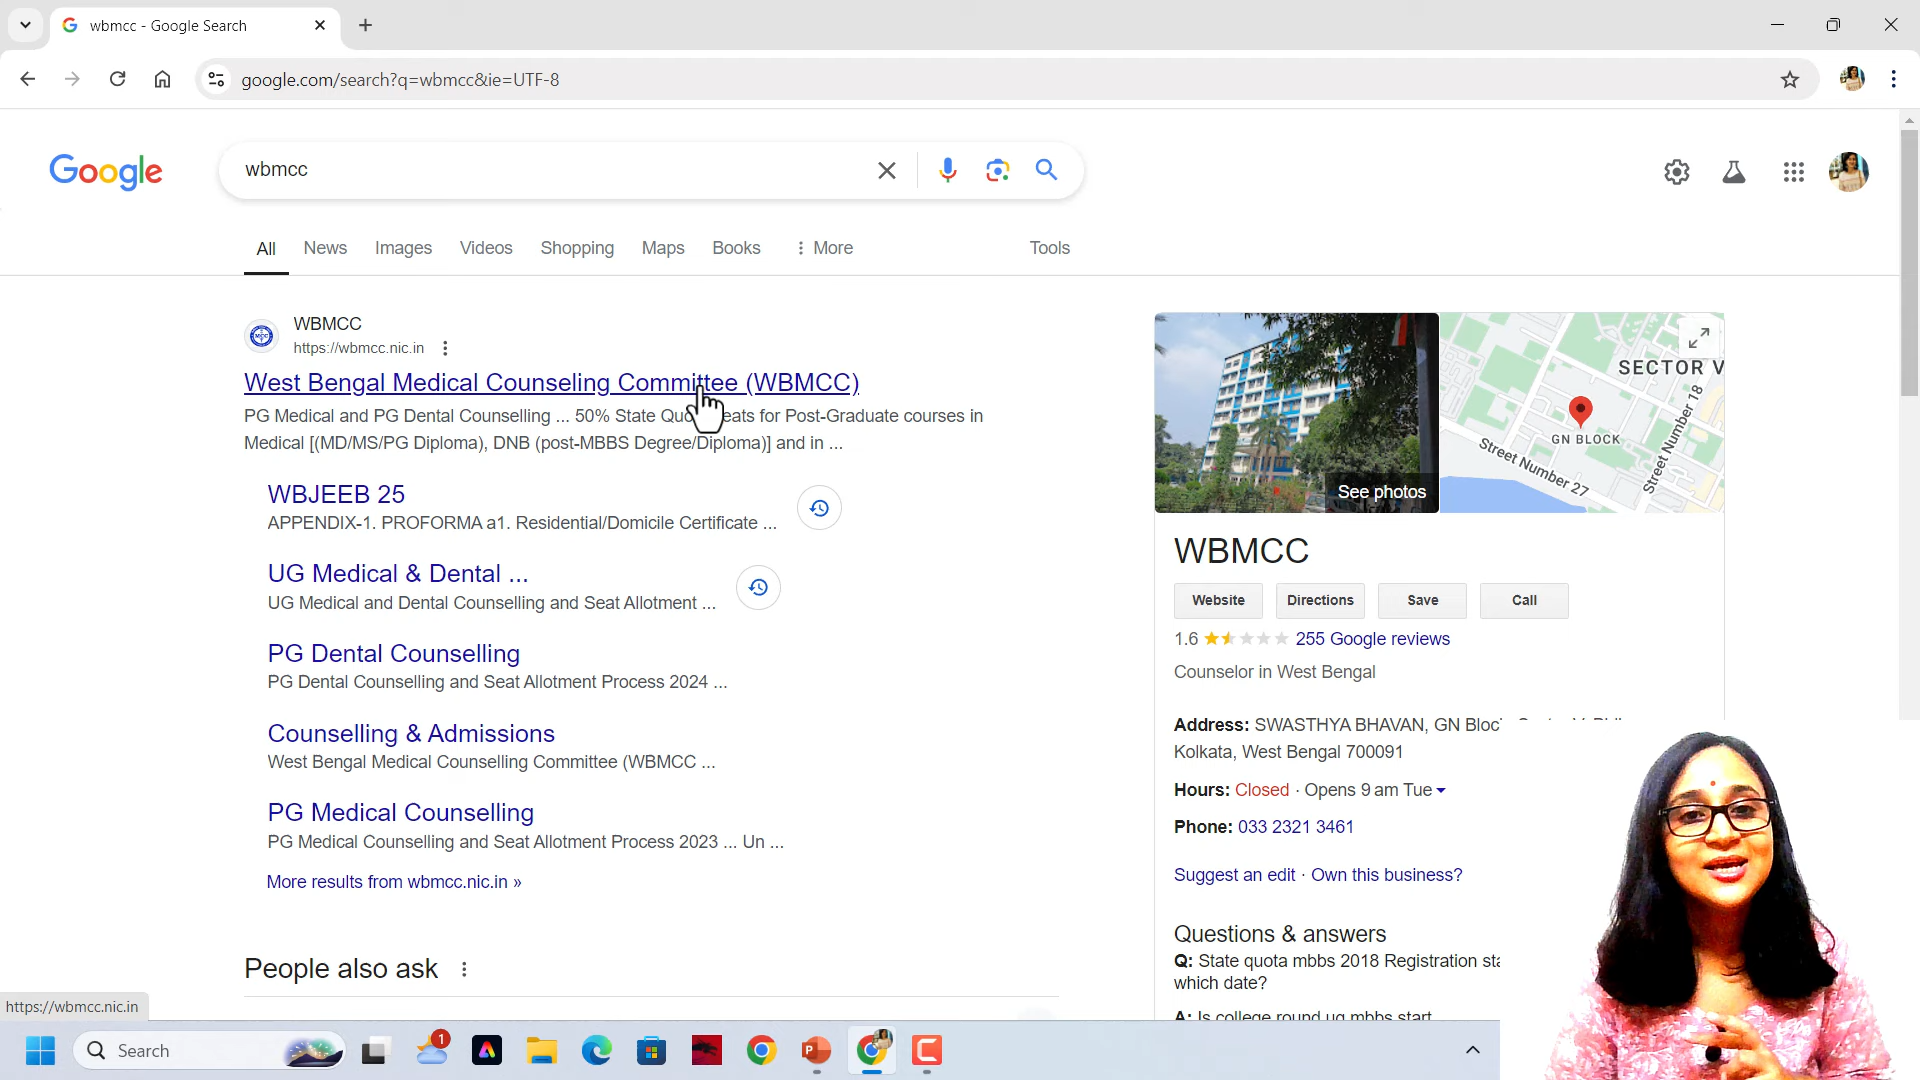 wbmcc - Google Search
google.com/search?q=wbmcc&ie=UTF-8
Google
wbmcc
All News Images Videos Shopping Maps Books More Tools
WBMCC
https://wbmcc.nic.in
West Bengal Medical Counseling Committee (WBMCC)
PG Medical and PG Dental Counselling ... 50% State for Post-Graduate courses in
Medical [(MD/MS/PG Diploma), DNB (post-MBBS Degree/Diploma)] and in ...
WBJEEB 25
APPENDIX-1. PROFORMA a1. Residential/Domicile Certificate ...
UG Medical & Dental ...
UG Medical and Dental Counselling and Seat Allotment ...
PG Dental Counselling
PG Dental Counselling and Seat Allotment Process 2024 ...
Counselling & Admissions
West Bengal Medical Counselling Committee (WBMCC ...
PG Medical Counselling
PG Medical Counselling and Seat Allotment Process 2023 ... Un ...
More results from wbmcc.nic.in »
People also ask
https://wbmcc.nic.in
See photos
SECTOR V
GN BLOCK
Street Number 27
Street Number 18
WBMCC
Website Directions Save Call
1.6 255 Google reviews
Counselor in West Bengal
Address: SWASTHYA BHAVAN, GN
Kolkata, West Bengal 700091
Hours: Closed · Opens 9 am Tue
Phone: 033 2321 3461
Suggest an edit · Own this business?
Questions & answers
Q: State quota mbbs 2018 Registration
which date?
A: Is college round ug mbbs start
Search
1